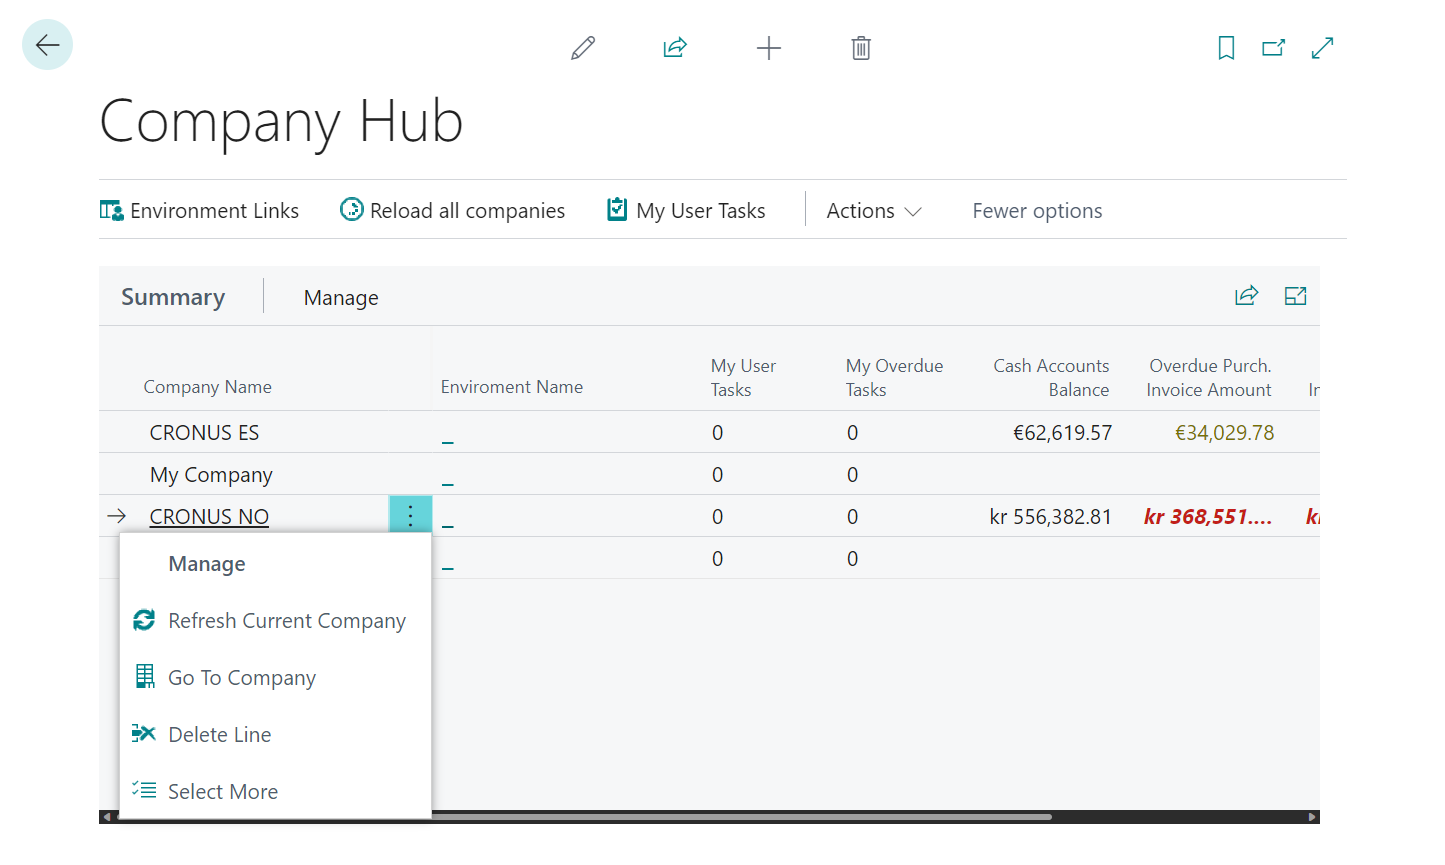 Company Hub
Environment Links Reload all companies My User Tasks Actions Fewer options
Summary Manage
Company Name Enviroment Name My User Tasks My Overdue Tasks Cash Accounts Balance Overdue Purch. Invoice Amount
CRONUS ES _ 0 0 €62,619.57 €34,029.78
My Company _ 0 0
CRONUS NO _ 0 0 kr 556,382.81 kr 368,551....
_ 0 0
Manage
Refresh Current Company
Go To Company
Delete Line
Select More